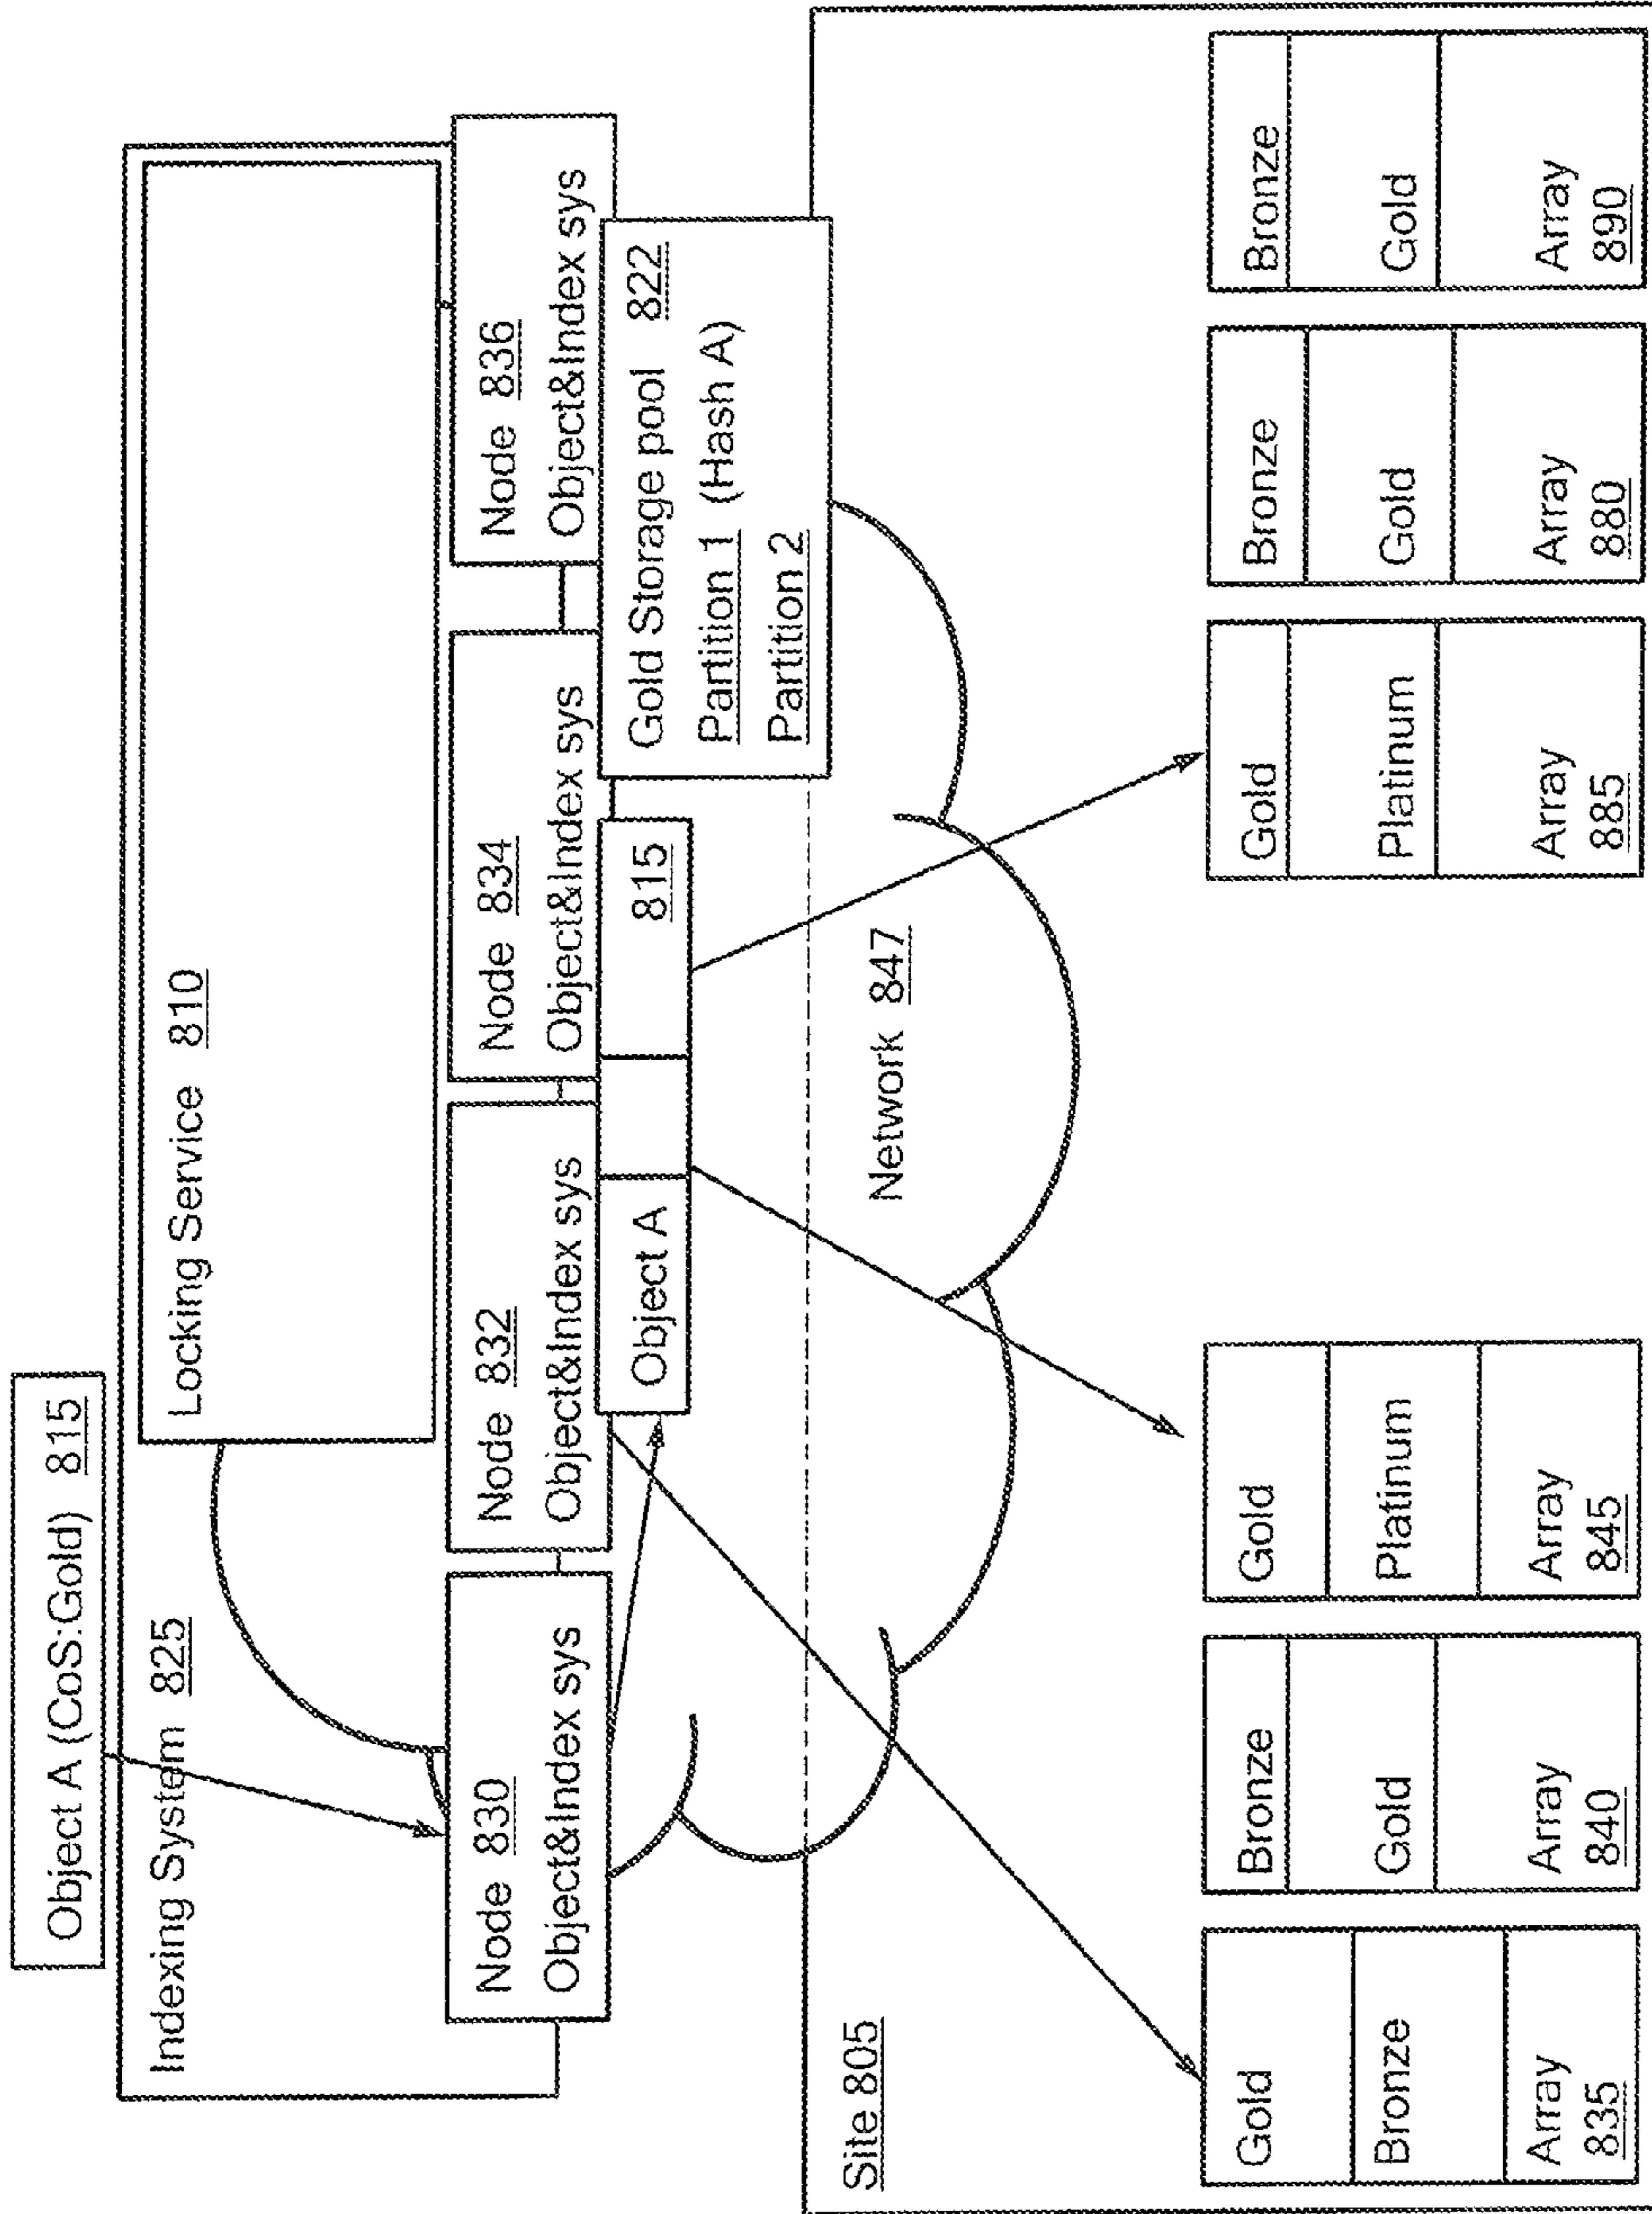 Object A (CoS:Gold) 815
Indexing System 825
Locking Service 810
Node 830
Object&Index sys
Node 832
Object&Index sys
Node 834
Object&Index sys
Node 836
Object&Index sys
Object A
815
Gold Storage pool 822
Partition 1 (Hash A)
Partition 2
Site 805
Network 847
Gold
Bronze
Array
835
Bronze
Gold
Array
840
Gold
Platinum
Array
845
Gold
Platinum
Array
885
Bronze
Gold
Array
880
Bronze
Gold
Array
890